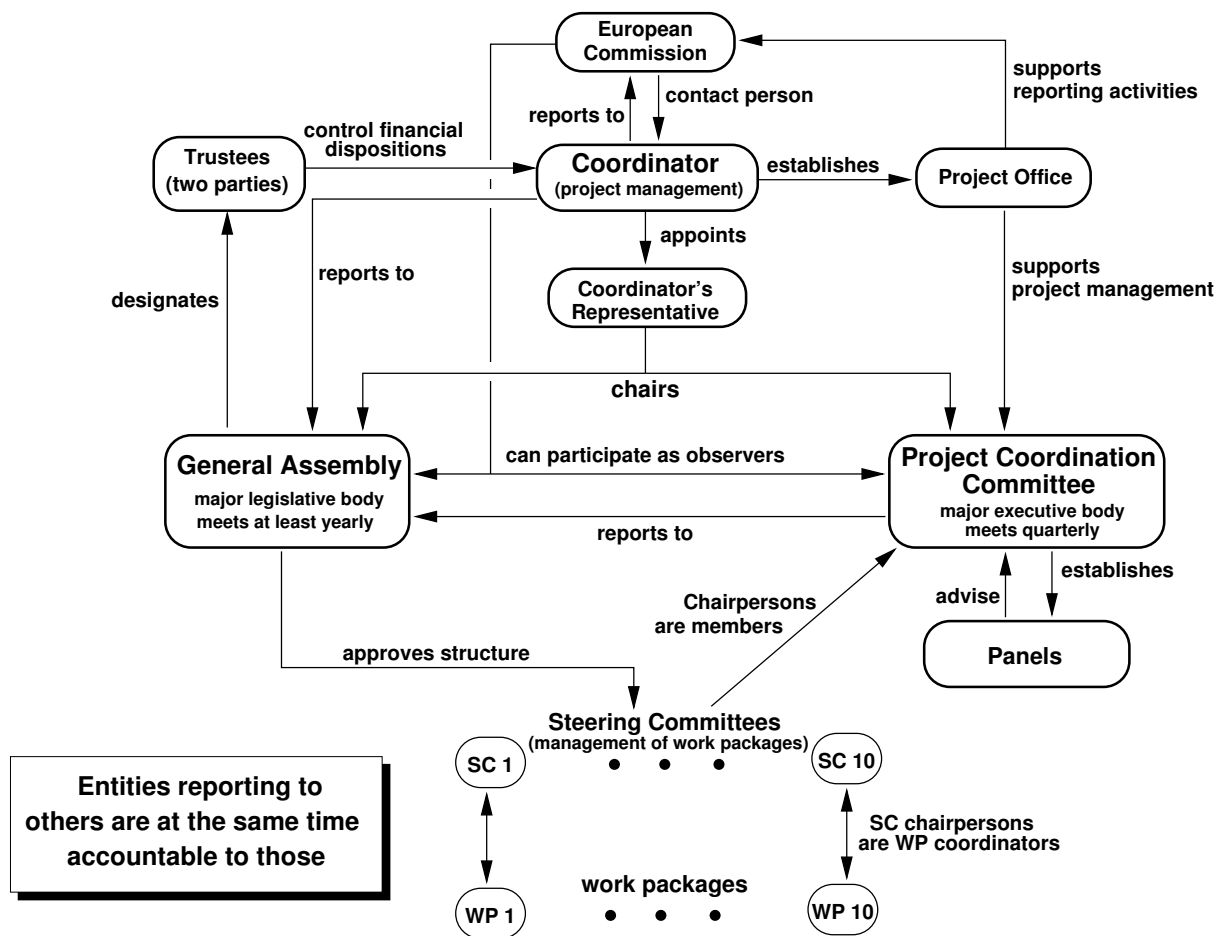 European
Commission
supports
reporting activities
contact person
reports to
control financial
dispositions
Trustees
(two parties)
Coordinator
(project management)
establishes
Project Office
appoints
reports to
designates
supports
project management
Coordinator's
Representative
chairs
General Assembly
major legislative body
meets at least yearly
can participate as observers
Project Coordination
Committee
major executive body
meets quarterly
reports to
establishes
advise
Chairpersons
are members
Panels
approves structure
Steering Committees
(management of work packages)
SC 1
SC 10
Entities reporting to
others are at the same time
accountable to those
SC chairpersons
are WP coordinators
work packages
WP 1
WP 10